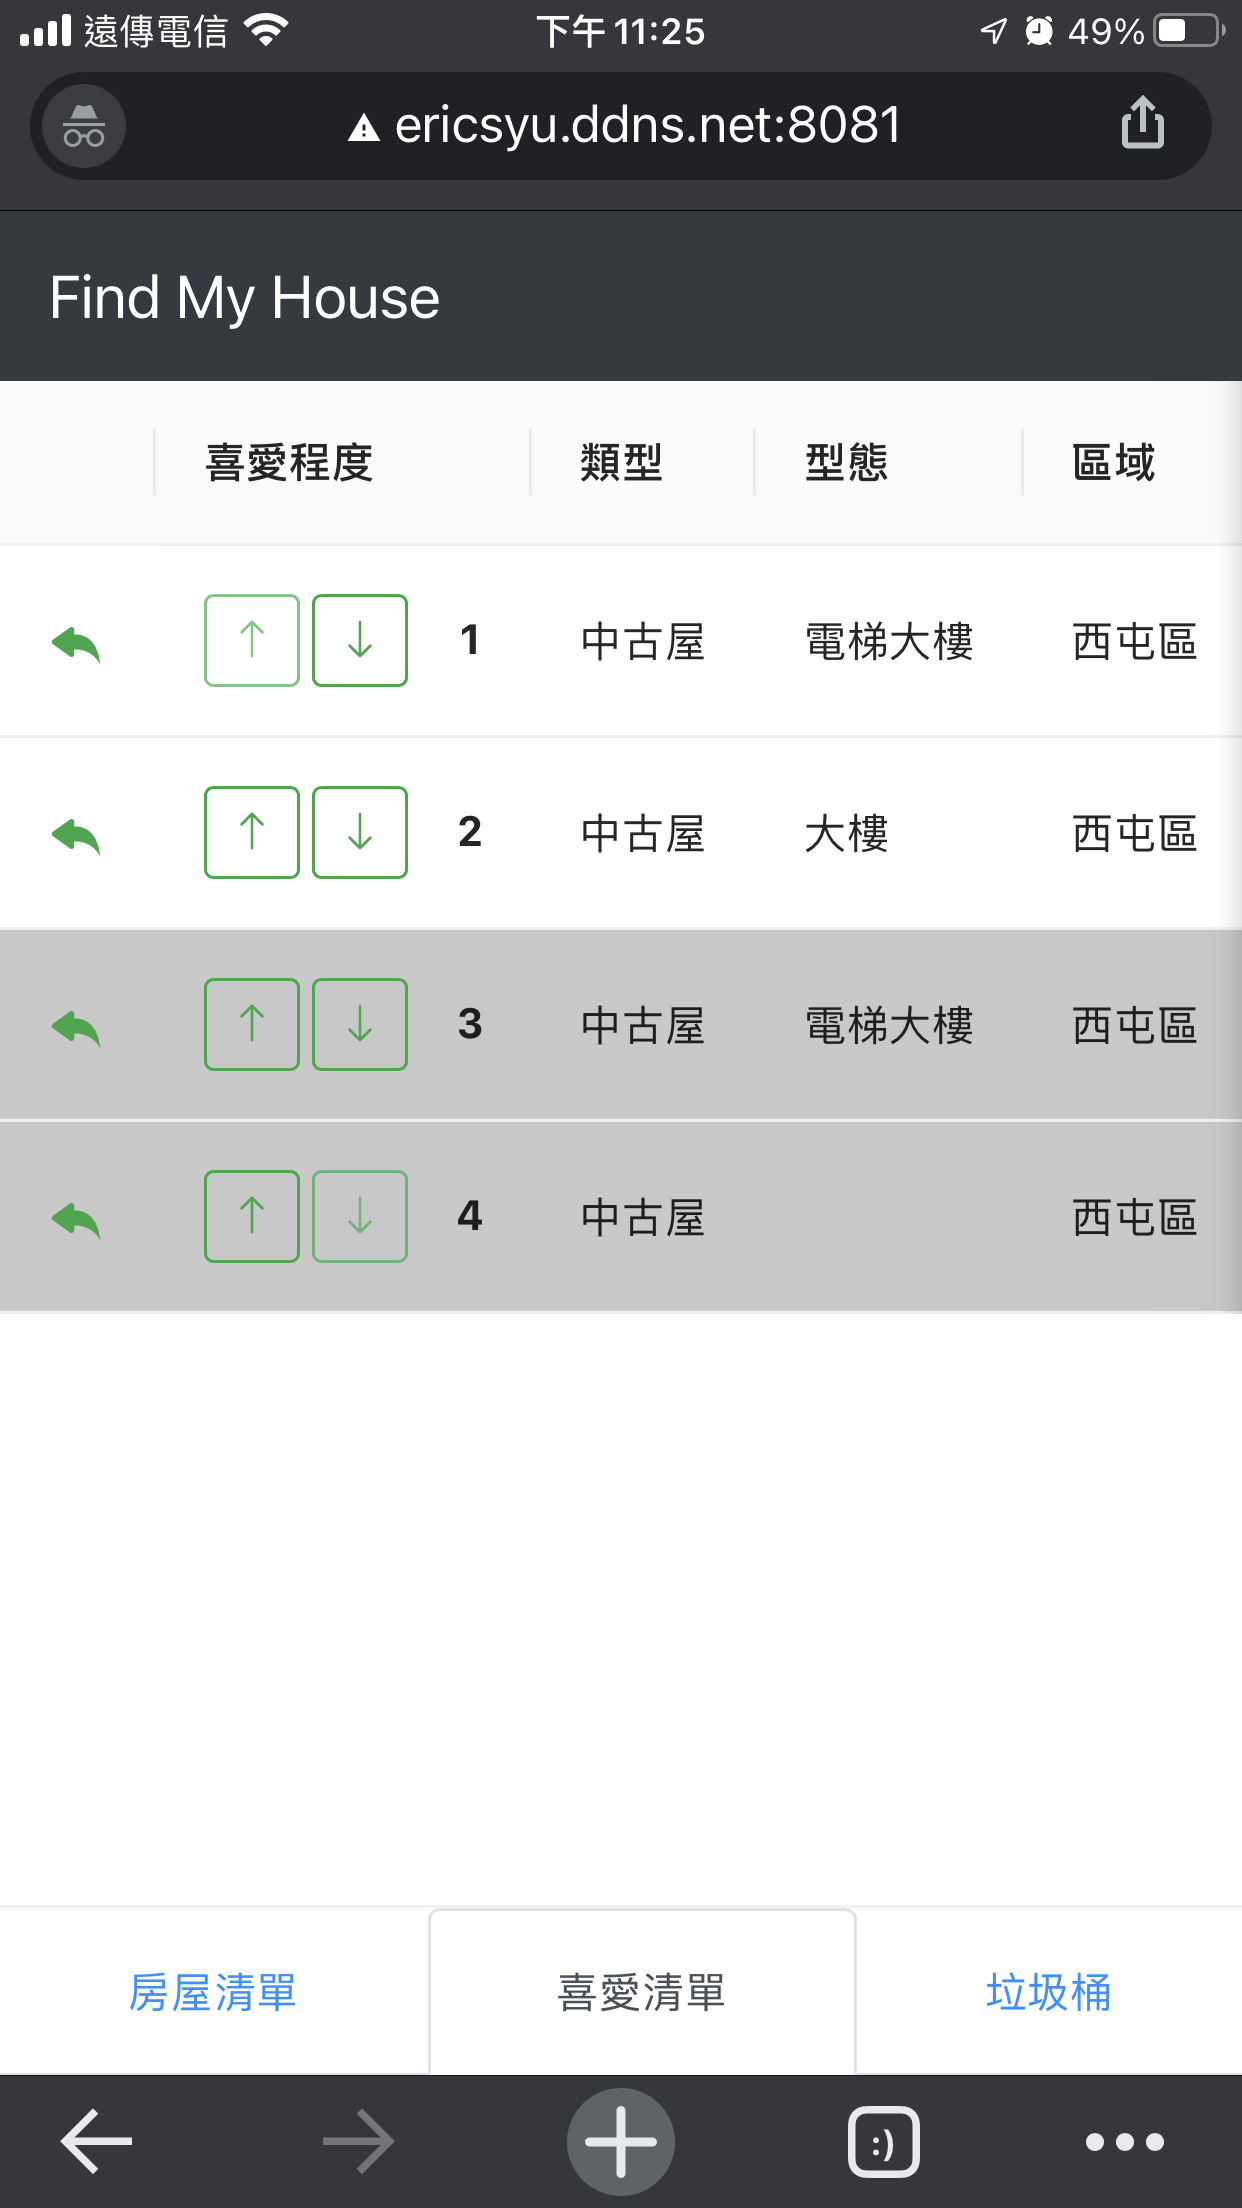 遠傳電信 下午 11:25 49%
ericsyu.ddns.net:8081
Find My House
喜愛程度 類型 型態 區域
1 中古屋 電梯大樓 西屯區
2 中古屋 大樓 西屯區
3 中古屋 電梯大樓 西屯區
4 中古屋 西屯區
房屋清單 喜愛清單 垃圾桶
:)